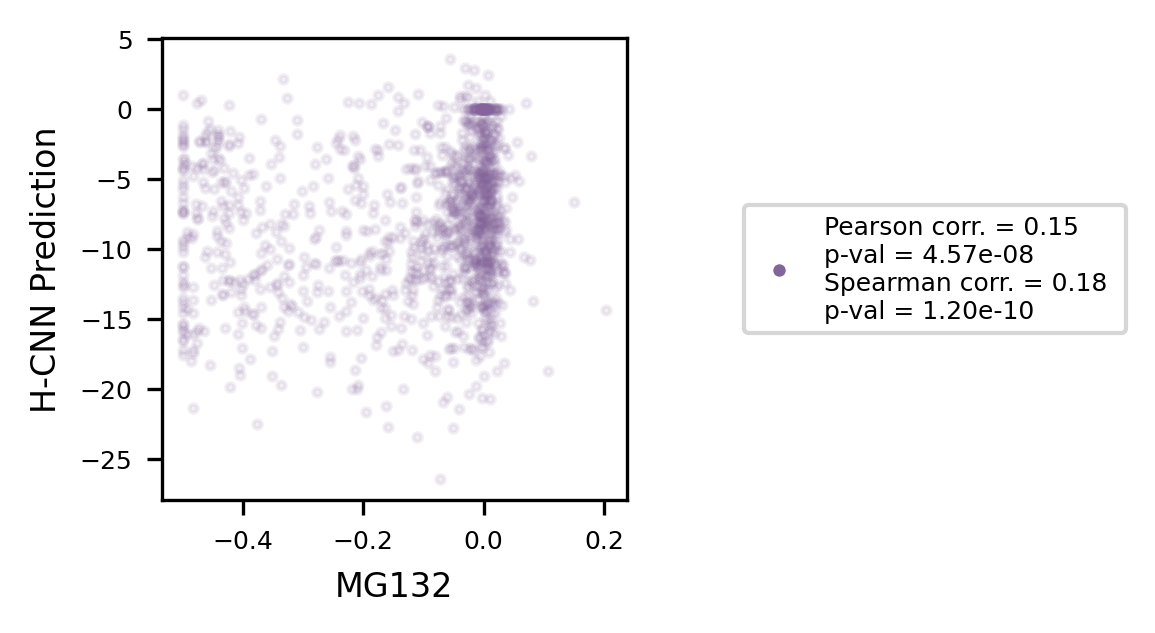 H-CNN Prediction
5
0
−5
−10
−15
−20
−25
−0.4
−0.2
0.0
0.2
MG132
Pearson corr. = 0.15
p-val = 4.57e-08
Spearman corr. = 0.18
p-val = 1.20e-10